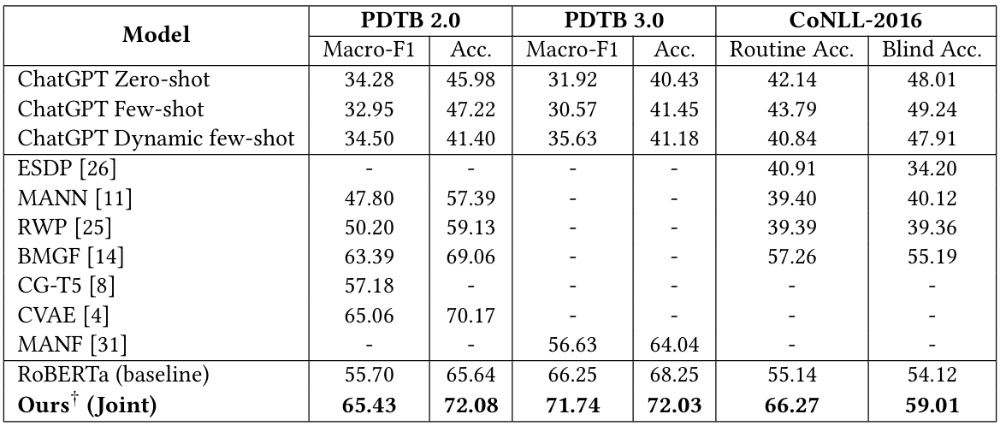 Model PDTB 2.0 PDTB 3.0 CoNLL-2016
Macro-F1 Acc. Macro-F1 Acc. Routine Acc. Blind Acc.
ChatGPT Zero-shot 34.28 45.98 31.92 40.43 42.14 48.01
ChatGPT Few-shot 32.95 47.22 30.57 41.45 43.79 49.24
ChatGPT Dynamic few-shot 34.50 41.40 35.63 41.18 40.84 47.91
ESDP [26] - - - - 40.91 34.20
MANN [11] 47.80 57.39 - - 39.40 40.12
RWP [25] 50.20 59.13 - - 39.39 39.36
BMGF [14] 63.39 69.06 - - 57.26 55.19
CG-T5 [8] 57.18 - - - - -
CVAE [4] 65.06 70.17 - - - -
MANF [31] - - 56.63 64.04 - -
RoBERTa (baseline) 55.70 65.64 66.25 68.25 55.14 54.12
Ours† (Joint) 65.43 72.08 71.74 72.03 66.27 59.01